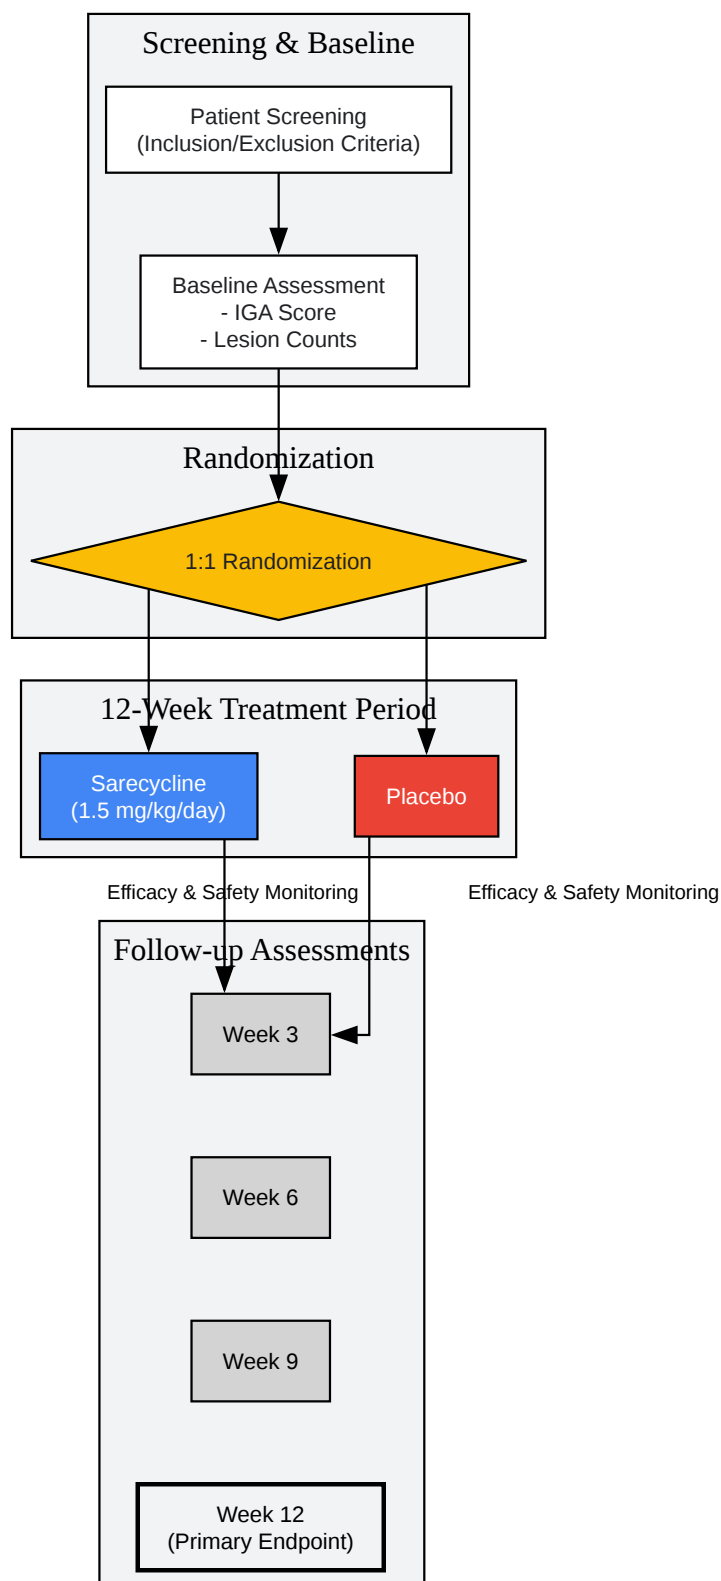 Screening & Baseline
Patient Screening
(Inclusion/Exclusion Criteria)
Baseline Assessment
- IGA Score
- Lesion Counts
Randomization
1:1 Randomization
12-Week Treatment Period
Sarecycline
(1.5 mg/kg/day)
Placebo
Efficacy & Safety Monitoring
Efficacy & Safety Monitoring
Follow-up Assessments
Week 3
Week 6
Week 9
Week 12
(Primary Endpoint)